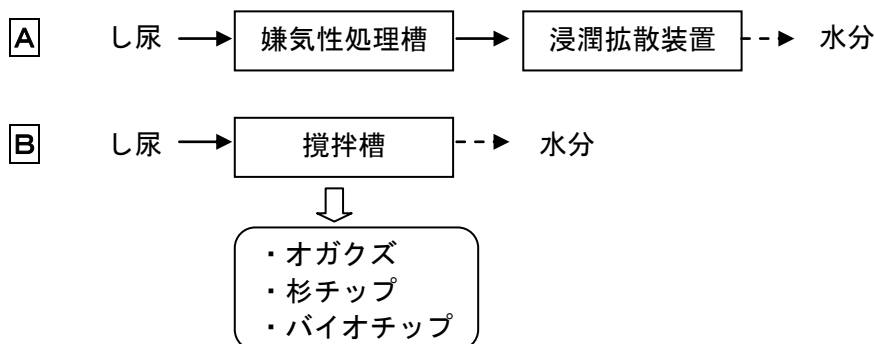 A し尿 嫌気性処理槽 浸潤拡散装置 水分
B し尿 撹拌槽 水分
・オガクズ
・杉チップ
・バイオチップ